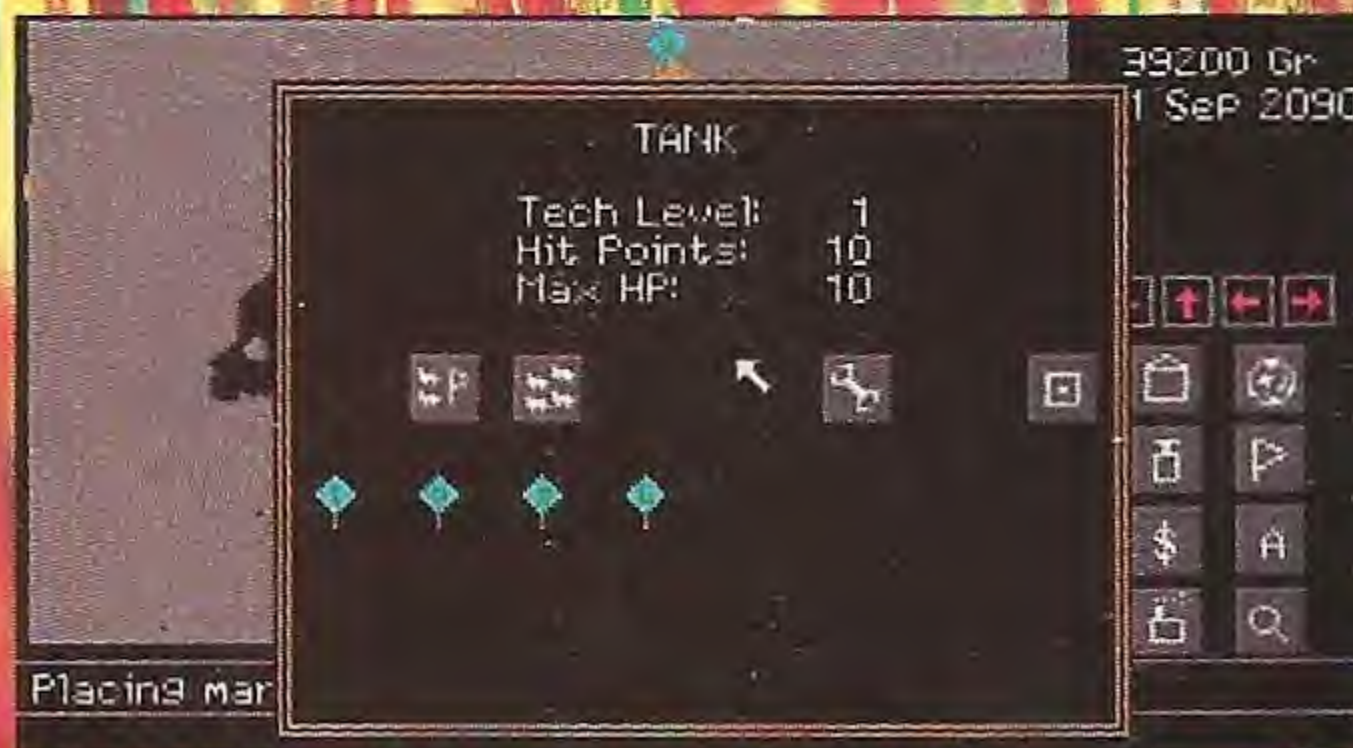 39200 Gr
1 Sep 2090
TANK
Tech Level: 1
Hit Points: 10
Max HP: 10
P
$ A
Placing mar